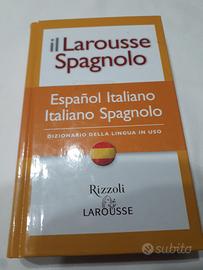 il Larousse
Spagnolo
Español Italiano
Italiano Spagnolo
DIZIONARIO DELLA LINGUA IN USO
Rizzoli
LAROUSSE
subito